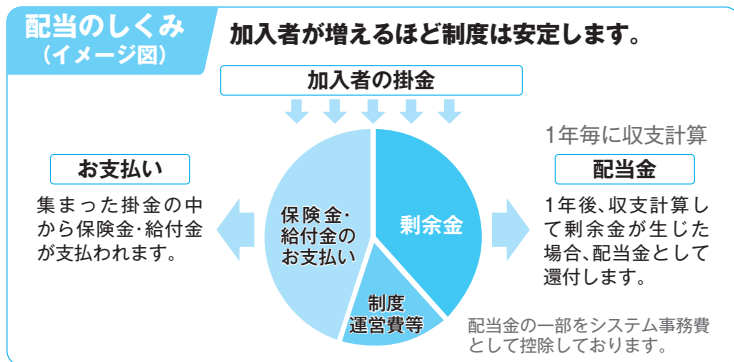 配当のしくみ
（イメージ図）
加入者が増えるほど制度は安定します。
加入者の掛金
お支払い
集まった掛金の中
から保険金・給付金
が支払われます。
保険金・
給付金の
お支払い
剰余金
制度
運営費等
1年毎に収支計算
配当金
1年後、収支計算し
て剰余金が生じた
場合、配当金として
還付します。
配当金の一部をシステム事務費
として控除しております。